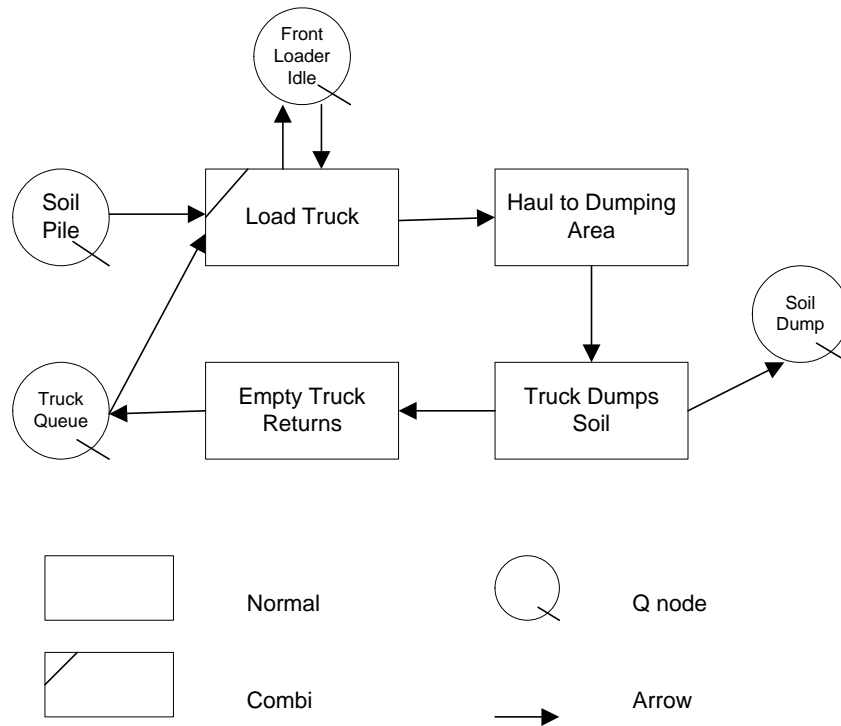 Front
Loader
Idle
Soil
Pile
Load Truck
Haul to Dumping
Area
Soil
Dump
Truck
Queue
Empty Truck
Returns
Truck Dumps
Soil
Normal
Q node
Combi
Arrow